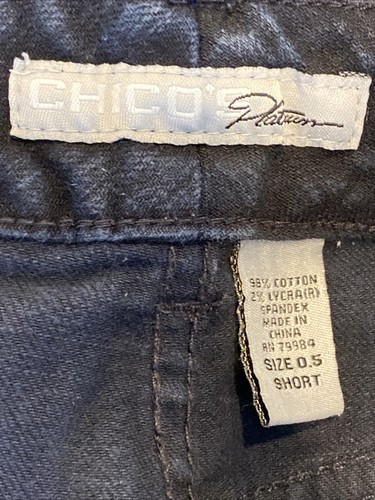 CHICO'S Platinum
98% COTTON
2% LYCRA(R)
SPANDEX
MADE IN
CHINA
RN 79984
SIZE 0.5
SHORT